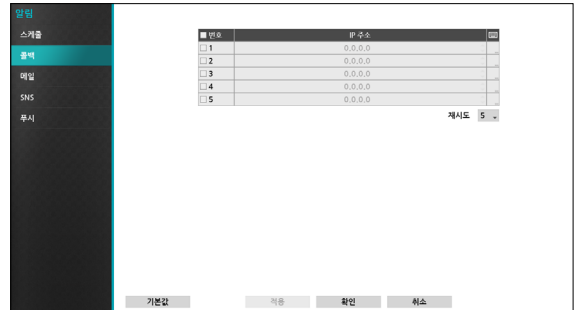 알림
스케줄
콜백
메일
SNS
푸시
번호 IP 주소
1 0.0.0.0 ...
2 0.0.0.0 ...
3 0.0.0.0 ...
4 0.0.0.0 ...
5 0.0.0.0 ...
재시도 5
기본값 적용 확인 취소